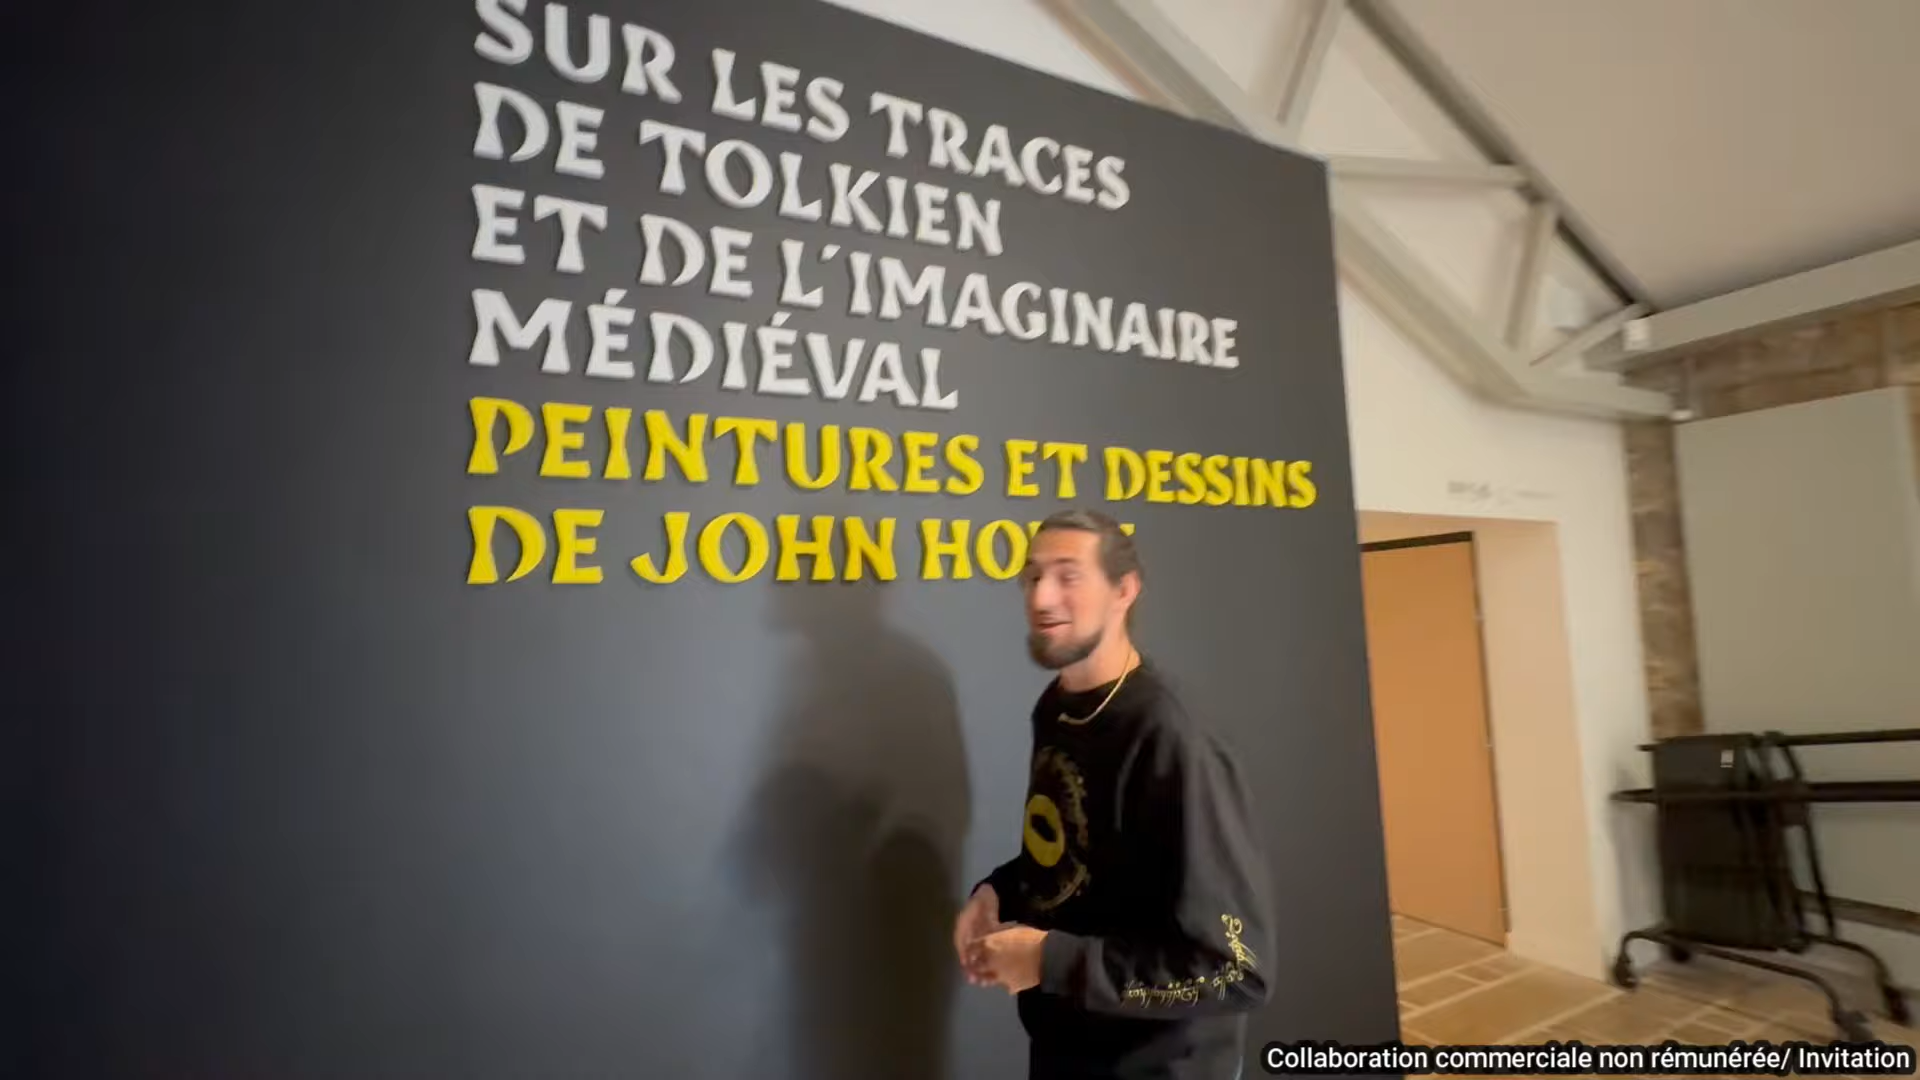 SUR LES TRACES
DE TOLKIEN
ET DE L'IMAGINAIRE
MÉDIÉVAL
PEINTURES ET DESSINS
DE JOHN
Collaboration commerciale non rémunérée/ Invitation